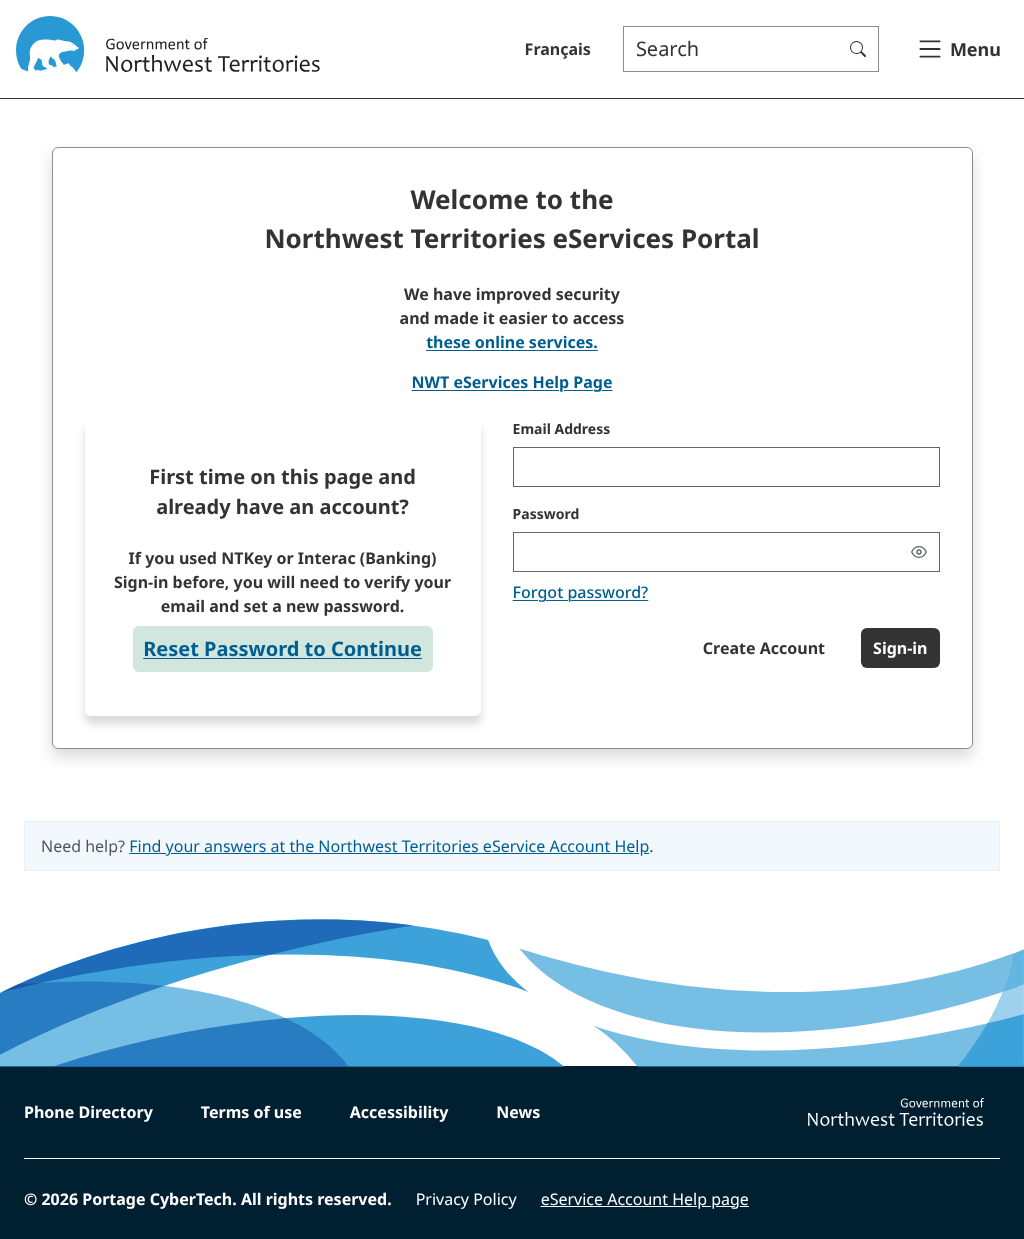 Government of
Northwest Territories
Français
Search
Menu
Welcome to the
Northwest Territories eServices Portal
We have improved security
and made it easier to access
these online services.
NWT eServices Help Page
First time on this page and
already have an account?
If you used NTKey or Interac (Banking)
Sign-in before, you will need to verify your
email and set a new password.
Reset Password to Continue
Email Address
Password
Forgot password?
Create Account
Sign-in
Need help? Find your answers at the Northwest Territories eService Account Help.
Phone Directory
Terms of use
Accessibility
News
Government of
Northwest Territories
© 2026 Portage CyberTech. All rights reserved.
Privacy Policy
eService Account Help page